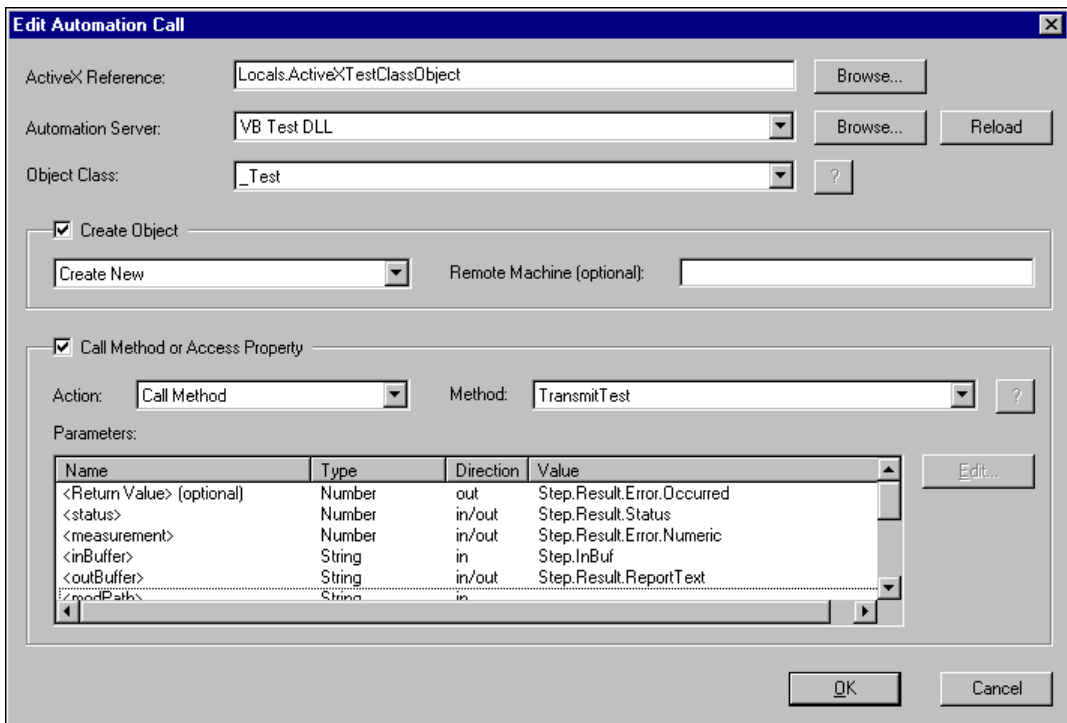 Edit Automation Call
ActiveX Reference: Locals.ActiveXTestClassObject Browse...
Automation Server: VB Test DLL Browse... Reload
Object Class: _Test ?
Create Object
Create New Remote Machine (optional):
Call Method or Access Property
Action: Call Method Method: TransmitTest ?
Parameters:
Name Type Direction Value
<Return Value> (optional) Number out Step.Result.Error.Occurred
<status> Number in/out Step.Result.Status
<measurement> Number in/out Step.Result.Error.Numeric
<inBuffer> String in Step.InBuf
<outBuffer> String in/out Step.Result.ReportText
<modPath> String in
Edit...
OK Cancel